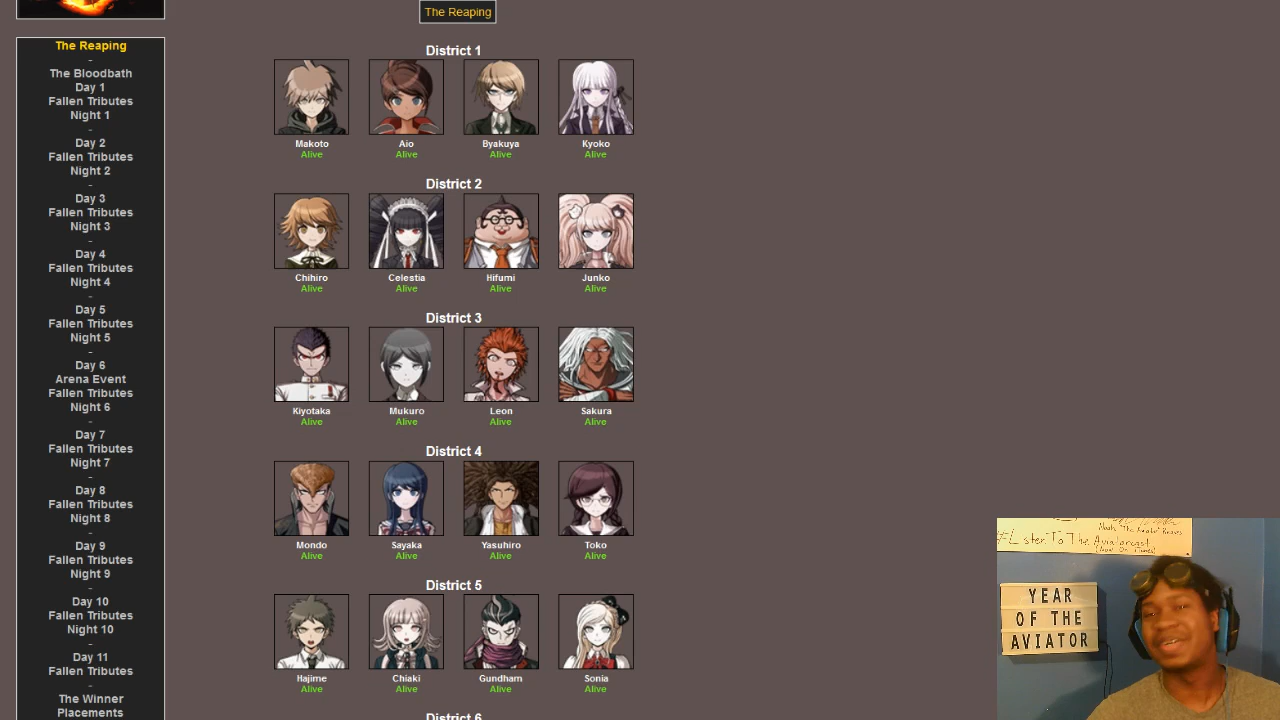 The Reaping
The Reaping
-
The Bloodbath
Day 1
Fallen Tributes
Night 1
-
Day 2
Fallen Tributes
Night 2
-
Day 3
Fallen Tributes
Night 3
-
Day 4
Fallen Tributes
Night 4
-
Day 5
Fallen Tributes
Night 5
-
Day 6
Arena Event
Fallen Tributes
Night 6
-
Day 7
Fallen Tributes
Night 7
-
Day 8
Fallen Tributes
Night 8
-
Day 9
Fallen Tributes
Night 9
-
Day 10
Fallen Tributes
Night 10
-
Day 11
Fallen Tributes
-
The Winner
Placements
District 1
Makoto Aio Byakuya Kyoko
Alive Alive Alive Alive
District 2
Chihiro Celestia Hifumi Junko
Alive Alive Alive Alive
District 3
Kiyotaka Mukuro Leon Sakura
Alive Alive Alive Alive
District 4
Mondo Sayaka Yasuhiro Toko
Alive Alive Alive Alive
District 5
Hajime Chiaki Gundham Sonia
Alive Alive Alive Alive
District 6
(Now On iTunes)
YEAR
OF THE
AVIATOR